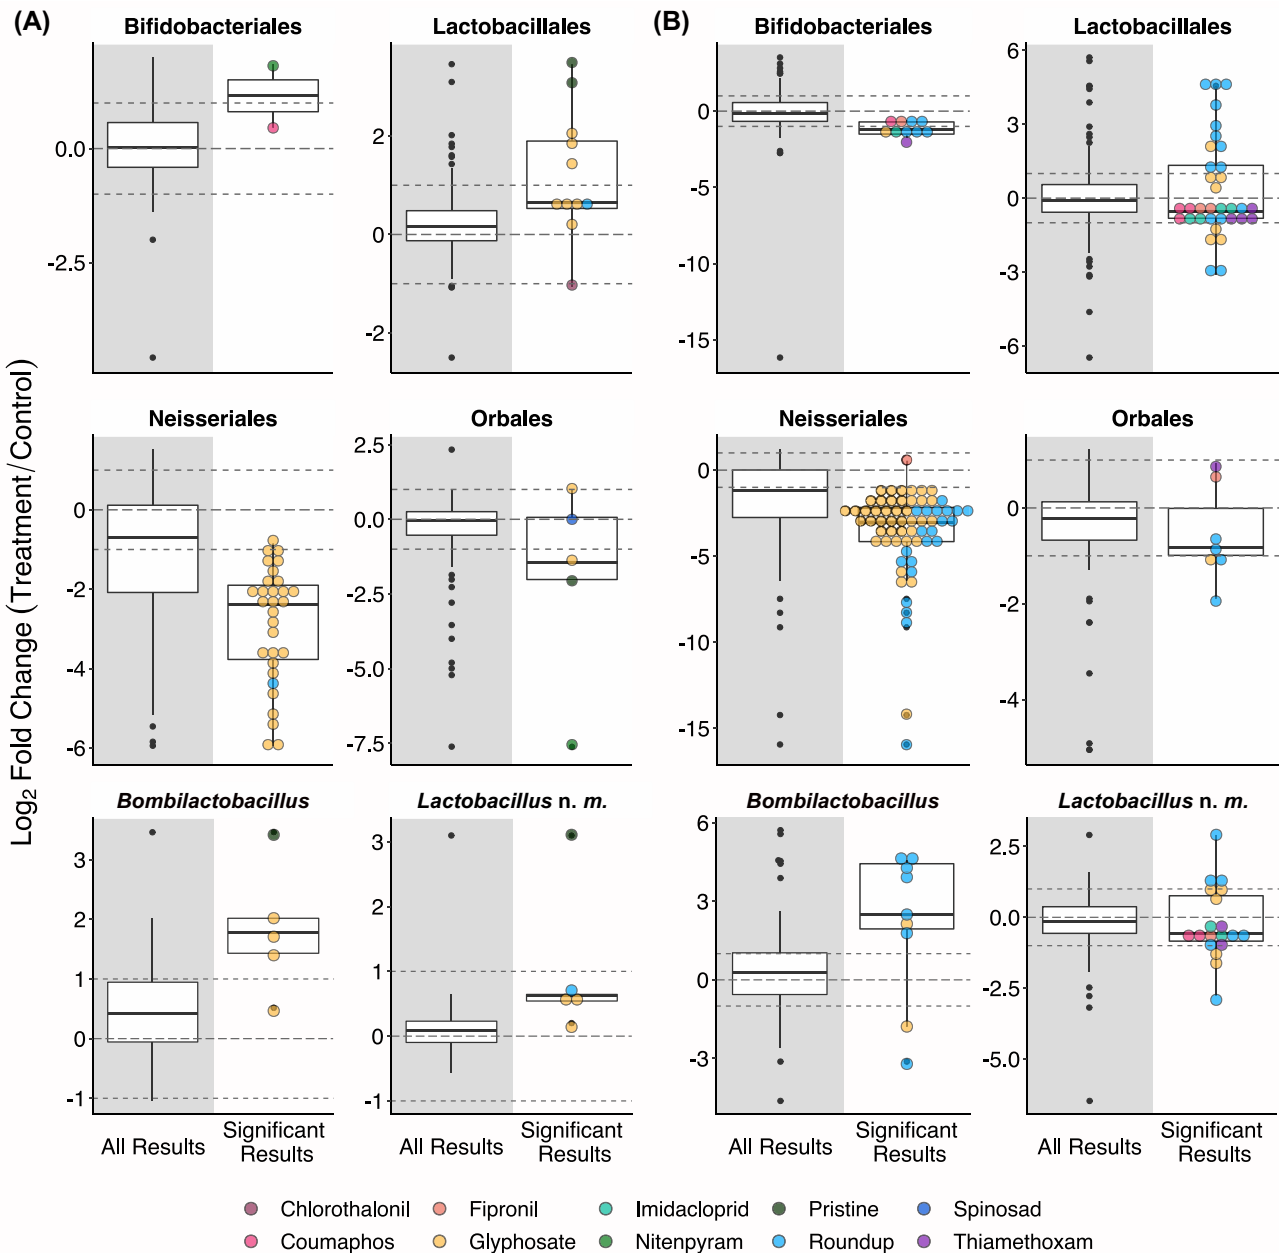 (A)
Bifidobacteriales
Lactobacillales
(B)
Bifidobacteriales
Lactobacillales
0.0
-2.5
2
0
-2
0
-5
-10
-15
6
3
0
-3
-6
Neisseriales
Orbales
Neisseriales
Orbales
0
-2
-4
-6
2.5
0.0
-2.5
-5.0
-7.5
0
-5
-10
-15
0
-2
-4
Bombilactobacillus
Lactobacillus n. m.
Bombilactobacillus
Lactobacillus n. m.
3
2
1
0
-1
3
2
1
0
-1
6
3
0
-3
2.5
0.0
-2.5
-5.0
Log2 Fold Change (Treatment/Control)
All Results
Significant
Results
All Results
Significant
Results
All Results
Significant
Results
All Results
Significant
Results
Chlorothalonil
Fipronil
Imidacloprid
Pristine
Spinosad
Coumaphos
Glyphosate
Nitenpyram
Roundup
Thiamethoxam